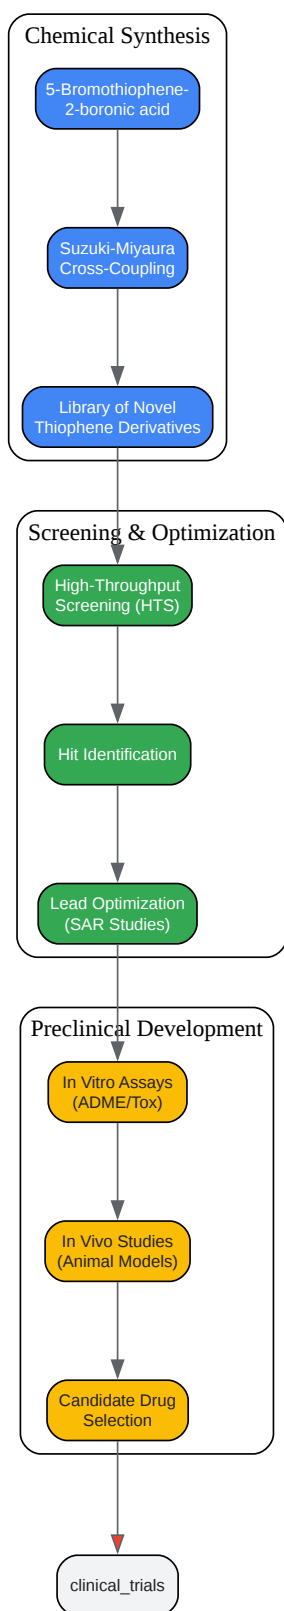 Chemical Synthesis
5-Bromothiophene-
2-boronic acid
Suzuki-Miyaura
Cross-Coupling
Library of Novel
Thiophene Derivatives
Screening & Optimization
High-Throughput
Screening (HTS)
Hit Identification
Lead Optimization
(SAR Studies)
Preclinical Development
In Vitro Assays
(ADME/Tox)
In Vivo Studies
(Animal Models)
Candidate Drug
Selection
clinical_trials